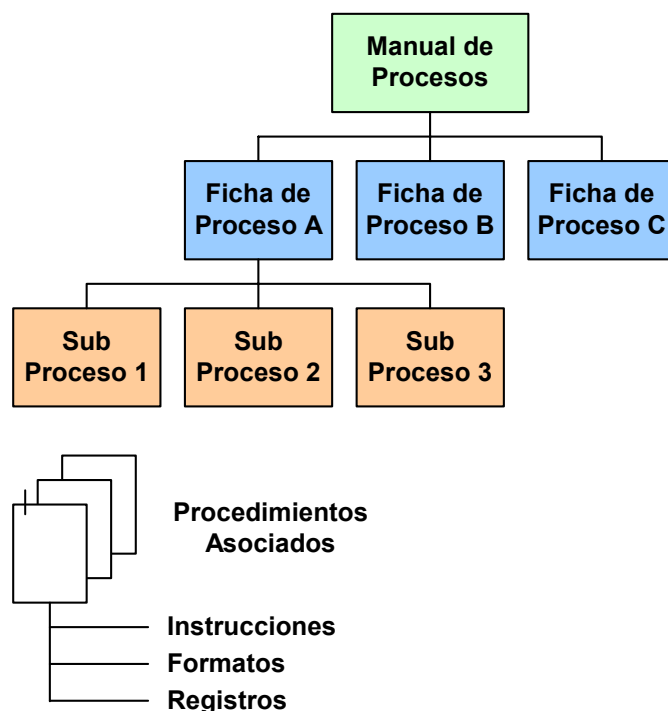 Manual de
Procesos
Ficha de
Proceso A
Ficha de
Proceso B
Ficha de
Proceso C
Sub
Proceso 1
Sub
Proceso 2
Sub
Proceso 3
Procedimientos
Asociados
Instrucciones
Formatos
Registros